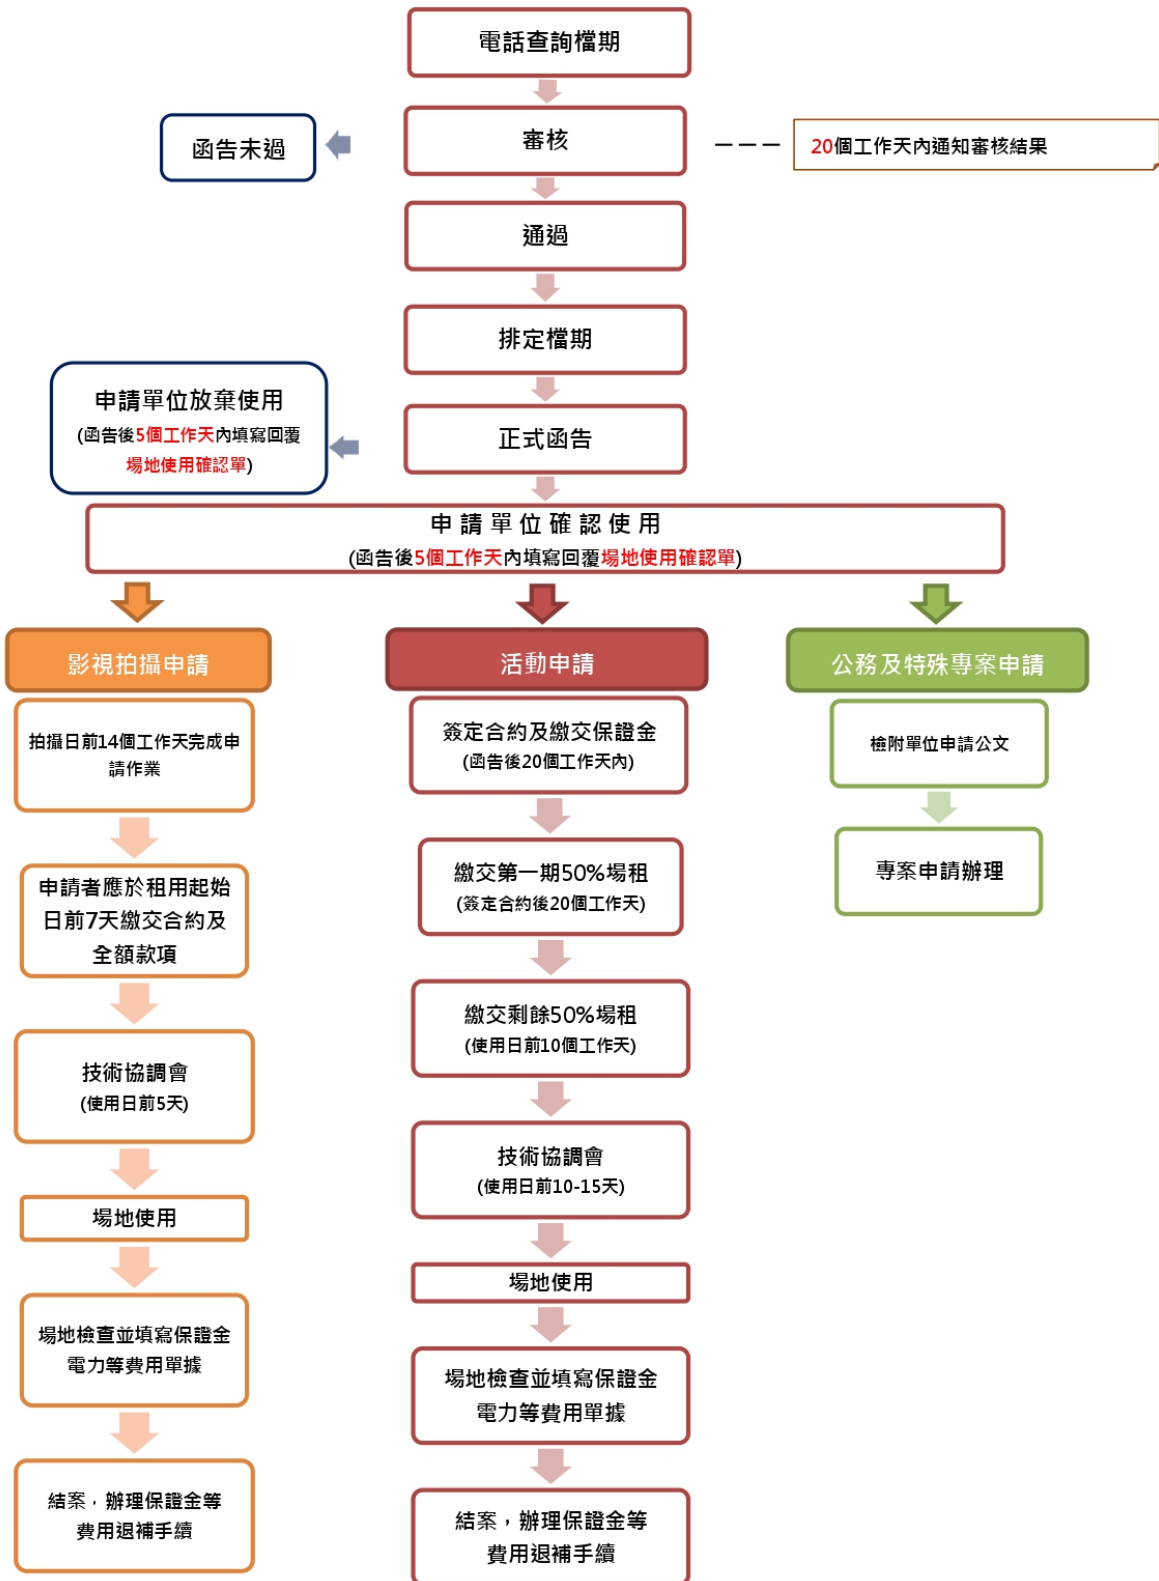 電話查詢檔期
審核
函告未過
20個工作天內通知審核結果
通過
排定檔期
正式函告
申請單位放棄使用
(函告後5個工作天內填寫回覆
場地使用確認單)
申請單位確認使用
(函告後5個工作天內填寫回覆場地使用確認單)
影視拍攝申請
拍攝日前14個工作天完成申
請作業
申請者應於租用起始
日前7天繳交合約及
全額款項
技術協調會
(使用日前5天)
場地使用
場地檢查並填寫保證金
電力等費用單據
結案，辦理保證金等
費用退補手續
活動申請
簽定合約及繳交保證金
(函告後20個工作天內)
繳交第一期50%場租
(簽定合約後20個工作天)
繳交剩餘50%場租
(使用日前10個工作天)
技術協調會
(使用日前10-15天)
場地使用
場地檢查並填寫保證金
電力等費用單據
結案，辦理保證金等
費用退補手續
公務及特殊專案申請
檢附單位申請公文
專案申請辦理